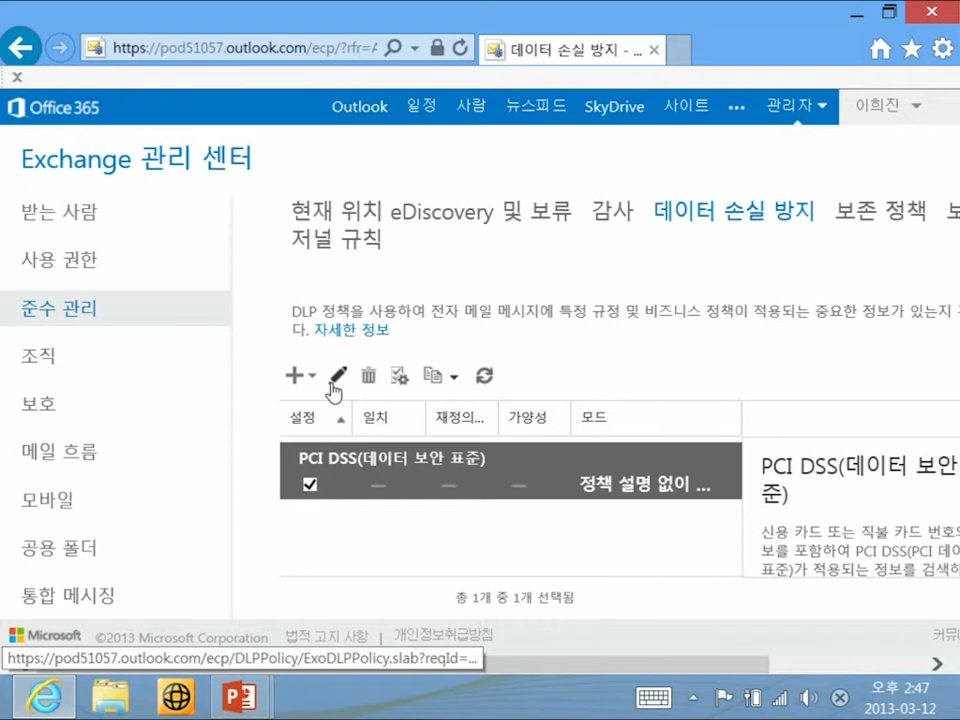 https://pod51057.outlook.com/ecp/?rfr=A
데이터 손실 방지 - ...
Office 365
Outlook 일정 사람 뉴스피드 SkyDrive 사이트 ••• 관리자 이희진
Exchange 관리 센터
받는 사람
사용 권한
준수 관리
조직
보호
메일 흐름
모바일
공용 폴더
통합 메시징
현재 위치 eDiscovery 및 보류 감사 데이터 손실 방지 보존 정책
저널 규칙
DLP 정책을 사용하여 전자 메일 메시지에 특정 규정 및 비즈니스 정책이 적용되는 중요한 정보가 있는지
다. 자세한 정보
설정 일치 재정의... 가양성 모드
PCI DSS(데이터 보안 표준)
정책 설명 없이 ...
PCI DSS(데이터 보안
준)
신용 카드 또는 직불 카드 번호의
보를 포함하여 PCI DSS(PCI 데이
표준)가 적용되는 정보를 검색하
총 1개 중 1개 선택됨
Microsoft ©2013 Microsoft Corporation 법적 고지 사항 | 개인정보취급방침 커뮤니
https://pod51057.outlook.com/ecp/DLPPolicy/ExoDLPPolicy.slab?reqId=...
오후 2:47
2013-03-12